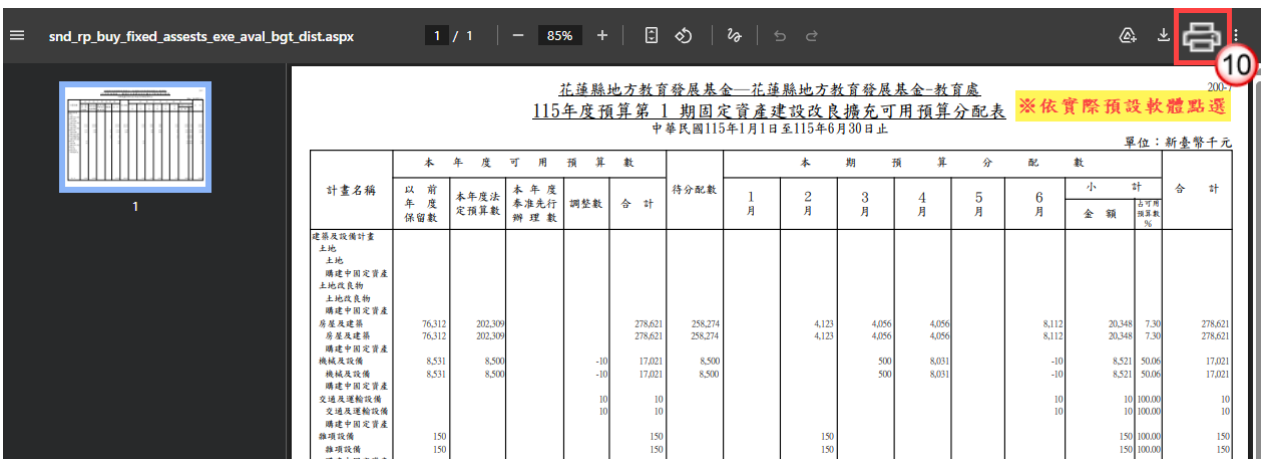 snd_rp_buy_fixed_assests_exe_aval_bgt_dist.aspx 1 / 1 85%
10
1
200-7
花蓮縣地方教育發展基金—花蓮縣地方教育發展基金-教育處
115年度預算第 1 期固定資產建設改良擴充可用預算分配表
※依實際預設軟體點選
中華民國115年1月1日至115年6月30日止
單位：新臺幣千元
計畫名稱 本年度可用預算數 待分配數 本期預算分配數 合計
以前年度保留數 本年度法定預算數 本年度奉准先行辦理數 調整數 合計 1月 2月 3月 4月 5月 6月 小計
金額 占可用預算數%
建築及設備計畫
土地
土地
購建中固定資產
土地改良物
土地改良物
購建中固定資產
房屋及建築 76,312 202,309 278,621 258,274 4,123 4,056 4,056 8,112 20,348 7.30 278,621
房屋及建築 76,312 202,309 278,621 258,274 4,123 4,056 4,056 8,112 20,348 7.30 278,621
購建中固定資產
機械及設備 8,531 8,500 -10 17,021 8,500 500 8,031 -10 8,521 50.06 17,021
機械及設備 8,531 8,500 -10 17,021 8,500 500 8,031 -10 8,521 50.06 17,021
購建中固定資產
交通及運輸設備 10 10 10 10 100.00 10
交通及運輸設備 10 10 10 10 100.00 10
購建中固定資產
雜項設備 150 150 150 150 100.00 150
雜項設備 150 150 150 150 100.00 150